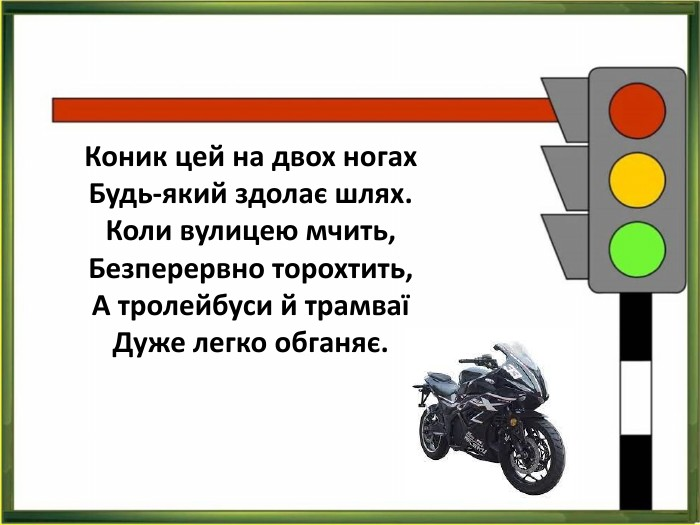 Коник цей на двох ногах
Будь-який здолає шлях.
Коли вулицею мчить,
Безперервно торохтить,
А тролейбуси й трамваї
Дуже легко обганяє.